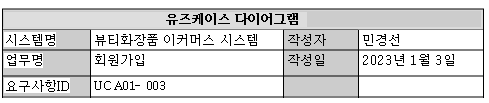 유즈케이스 다이어그램
시스템명 뷰티화장품 이커머스 시스템 작성자 민경선
업무명 회원가입 작성일 2023년 1월 3일
요구사항ID UCA01- 003